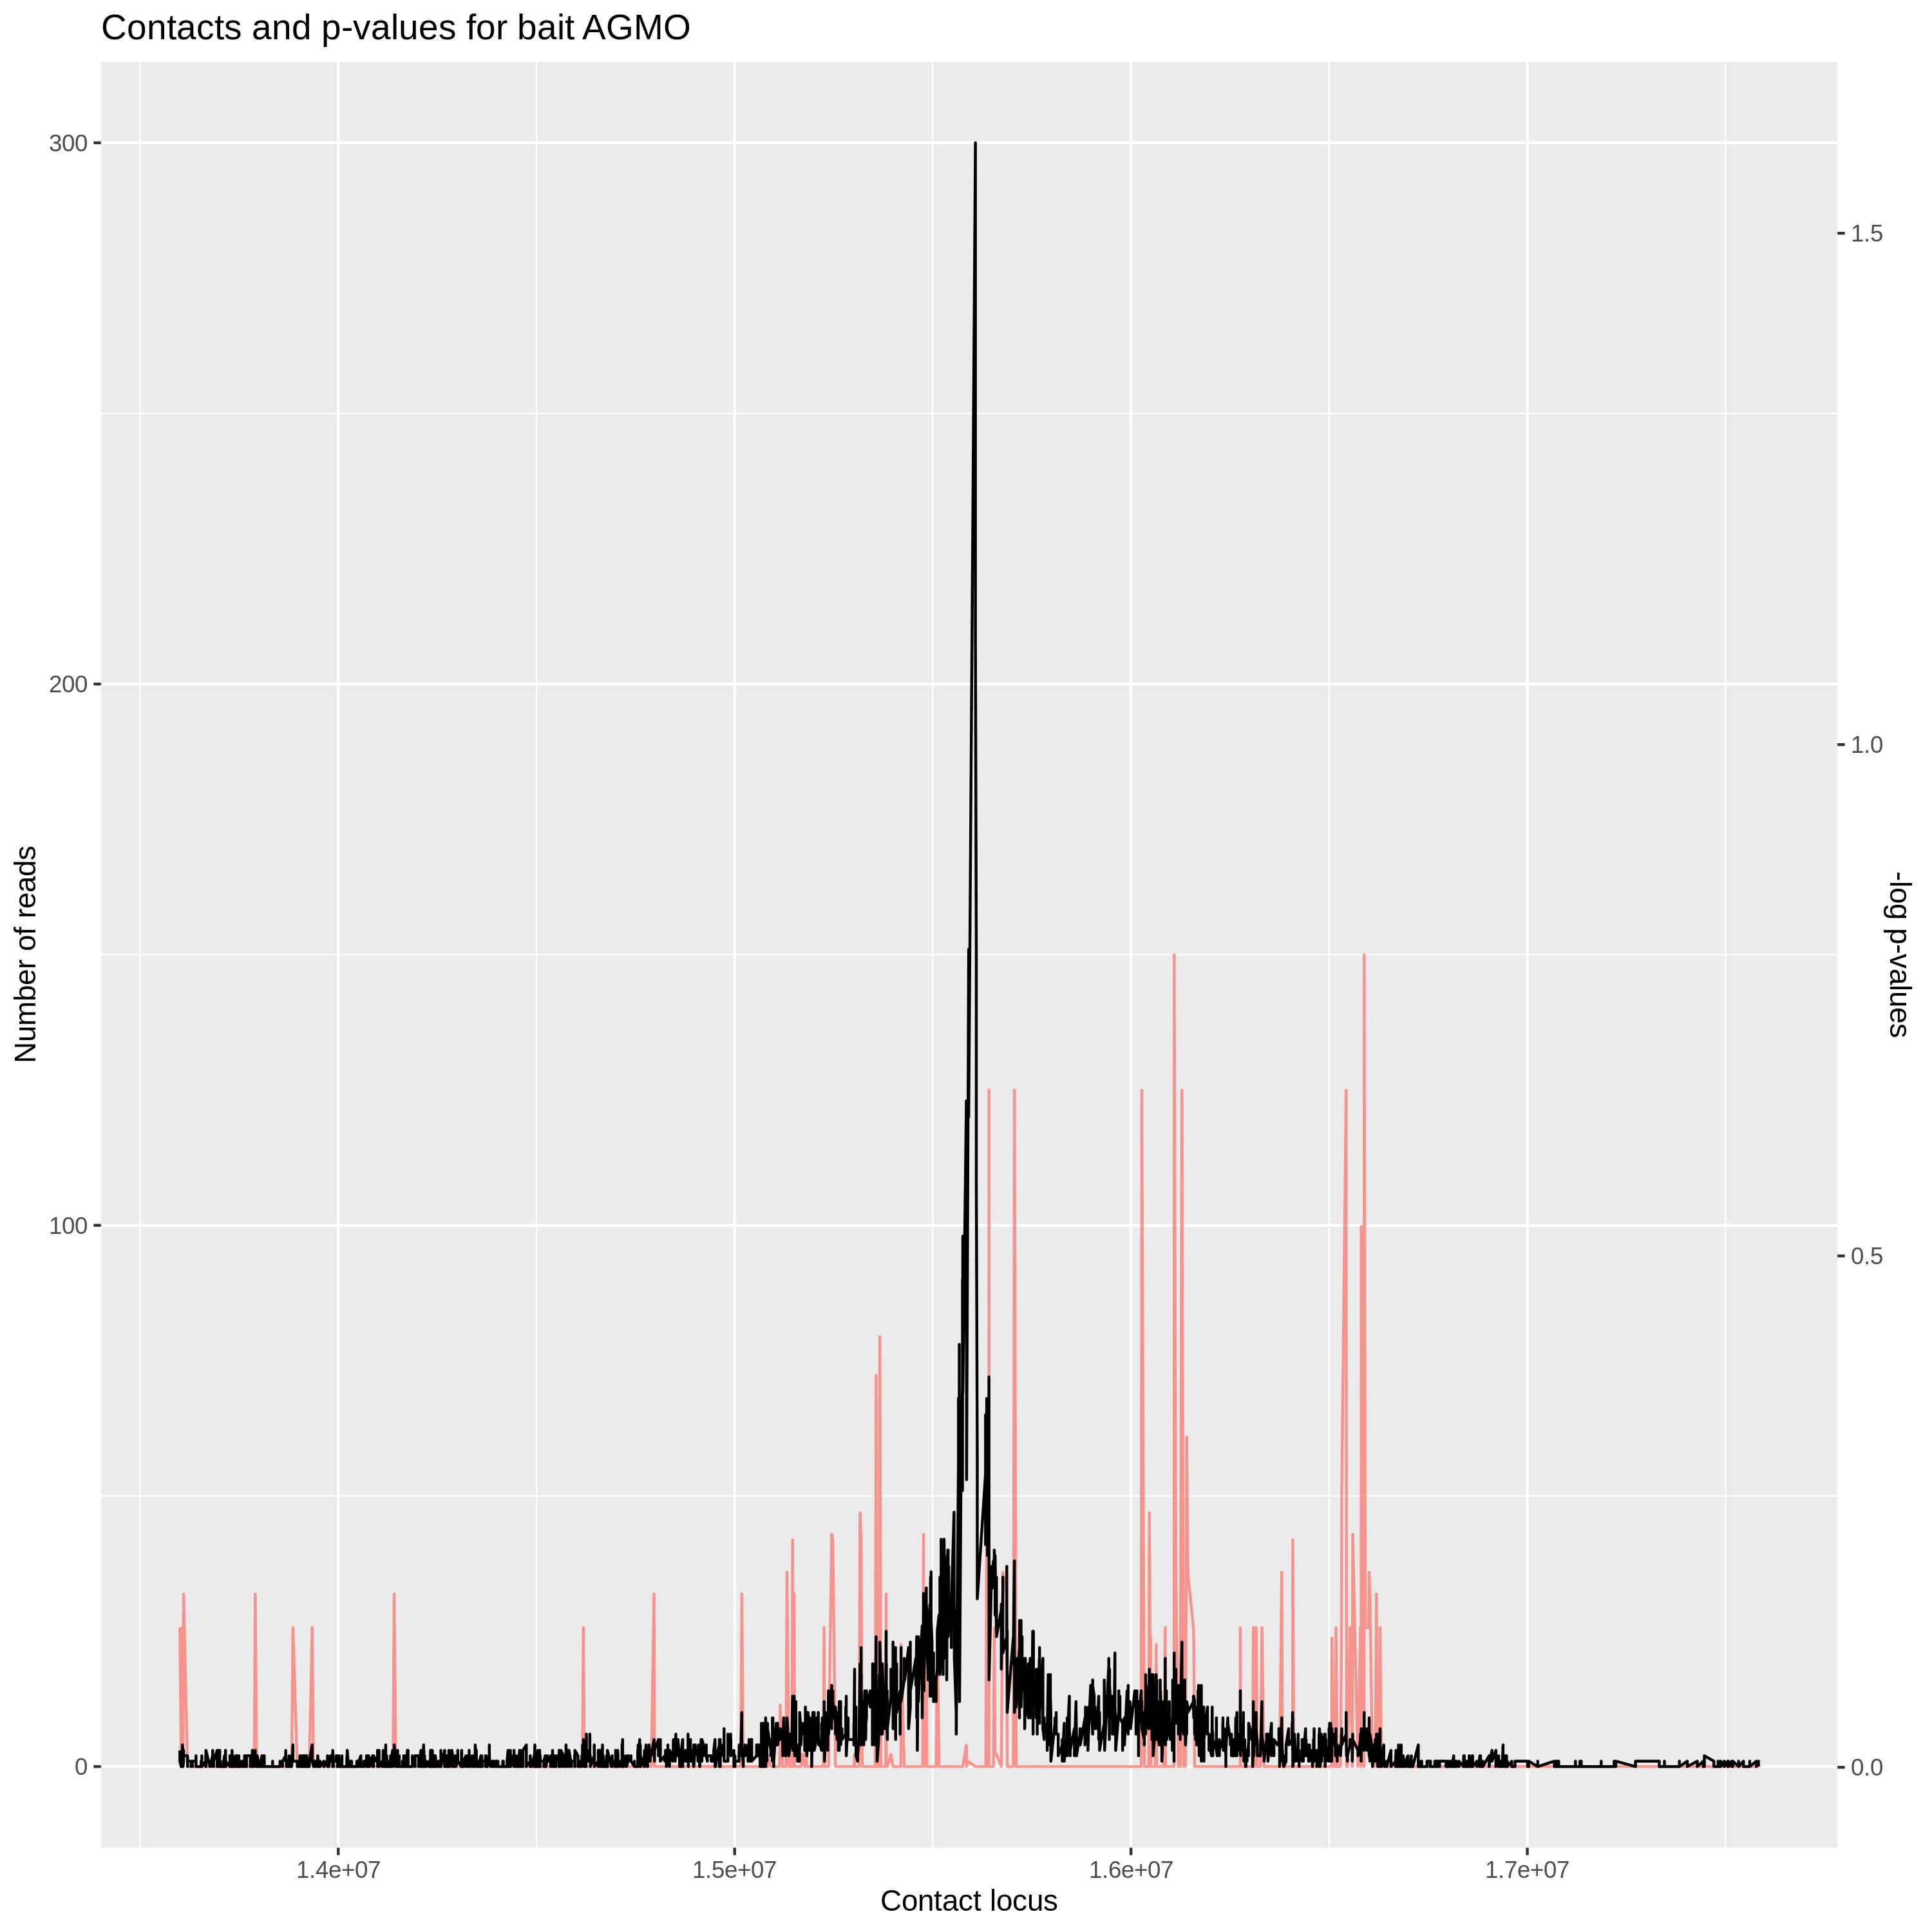 Contacts and p-values for bait AGMO
300
200
100
0
Number of reads
1.5
1.0
0.5
0.0
-log p-values
1.4e+07
1.5e+07
1.6e+07
1.7e+07
Contact locus